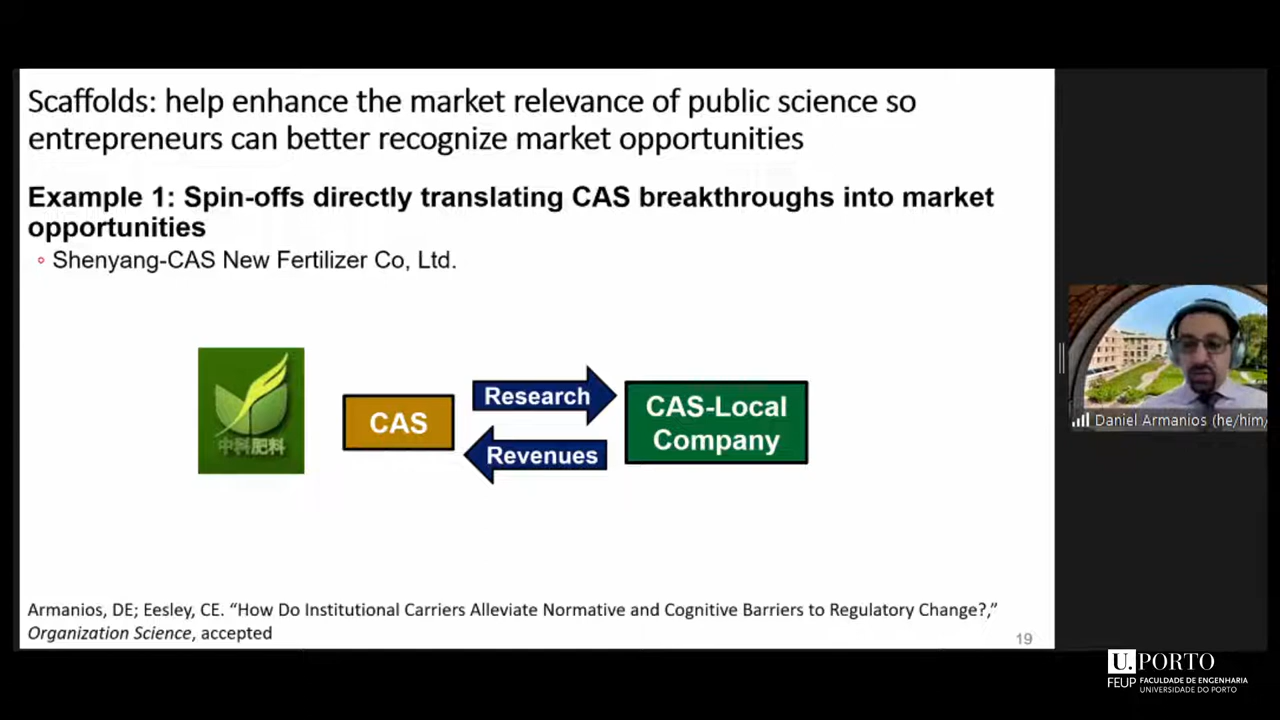 Scaffolds: help enhance the market relevance of public science so
entrepreneurs can better recognize market opportunities
Example 1: Spin-offs directly translating CAS breakthroughs into market
opportunities
Shenyang-CAS New Fertilizer Co, Ltd.
中科肥料
CAS
Research
Revenues
CAS-Local
Company
Daniel Armanios (he/him/
Armanios, DE; Eesley, CE. “How Do Institutional Carriers Alleviate Normative and Cognitive Barriers to Regulatory Change?,”
Organization Science, accepted
19
U.PORTO
FEUP FACULDADE DE ENGENHARIA
UNIVERSIDADE DO PORTO